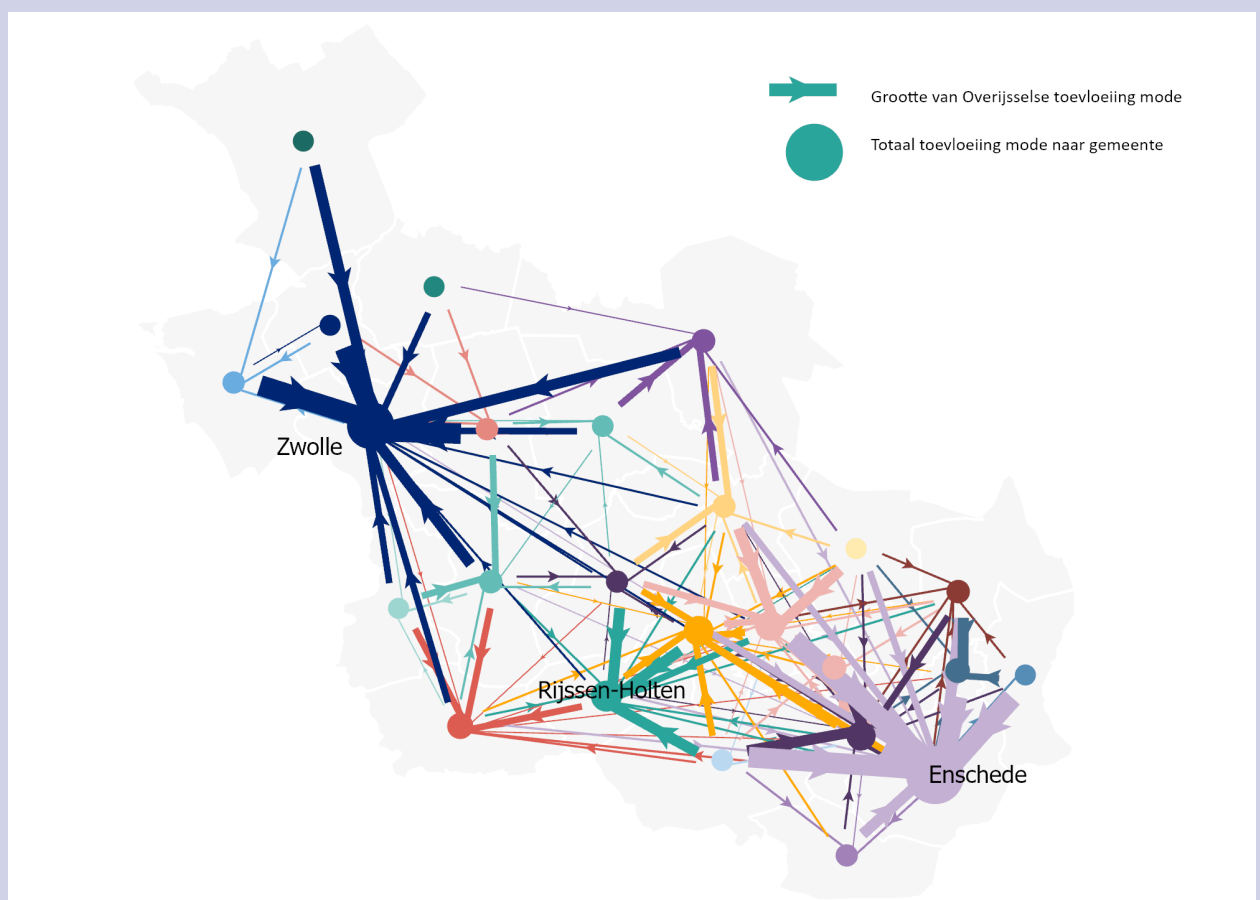 Grootte van Overijsselse toevloeiing mode
Totaal toevloeiing mode naar gemeente
Zwolle
Rijssen-Holten
Enschede